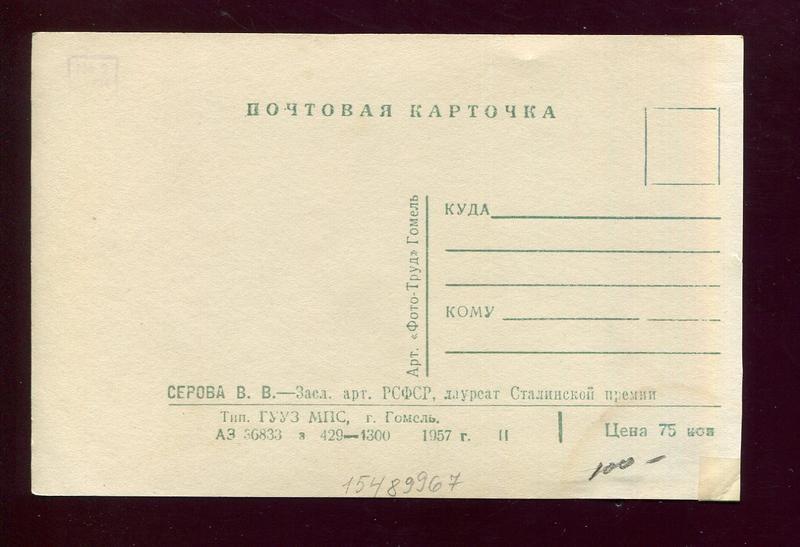 ПОЧТОВАЯ КАРТОЧКА
КУДА
КОМУ
Арт. «Фото-Труд» Гомель
СЕРОВА В. В.—Засл. арт. РСФСР, лауреат Сталинской премии
Тип. ГУУЗ МПС, г. Гомель.
АЗ 36833 з 429—1300 1957 г. II
Цена 75 коп
100 —
15489967